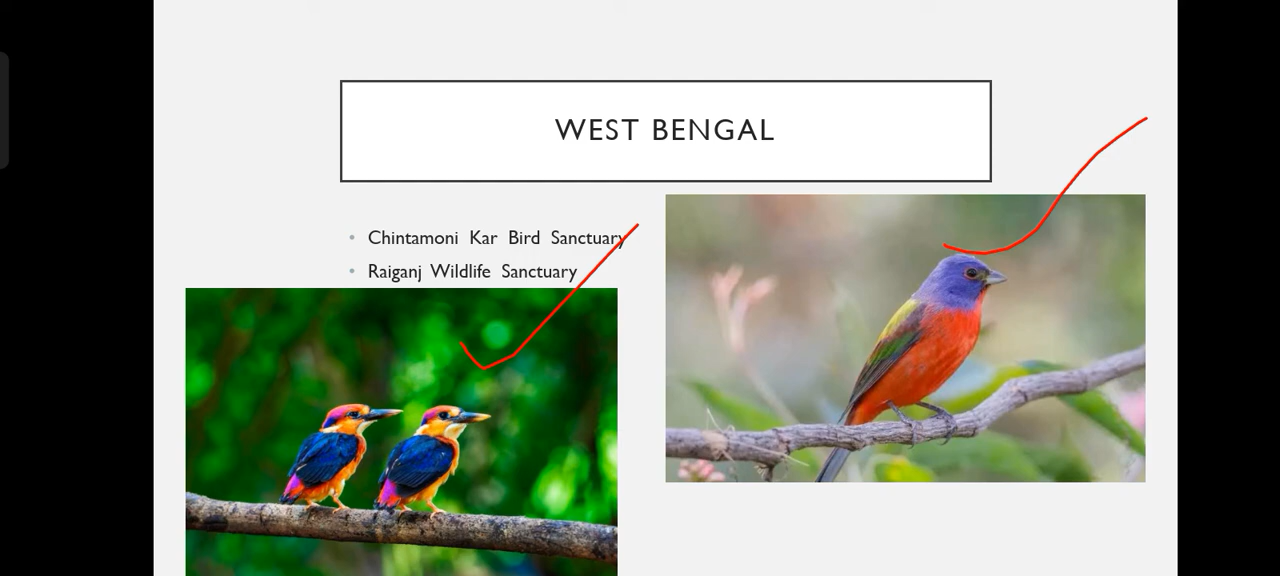 WEST BENGAL
Chintamoni Kar Bird Sanctuary
Raiganj Wildlife Sanctuary